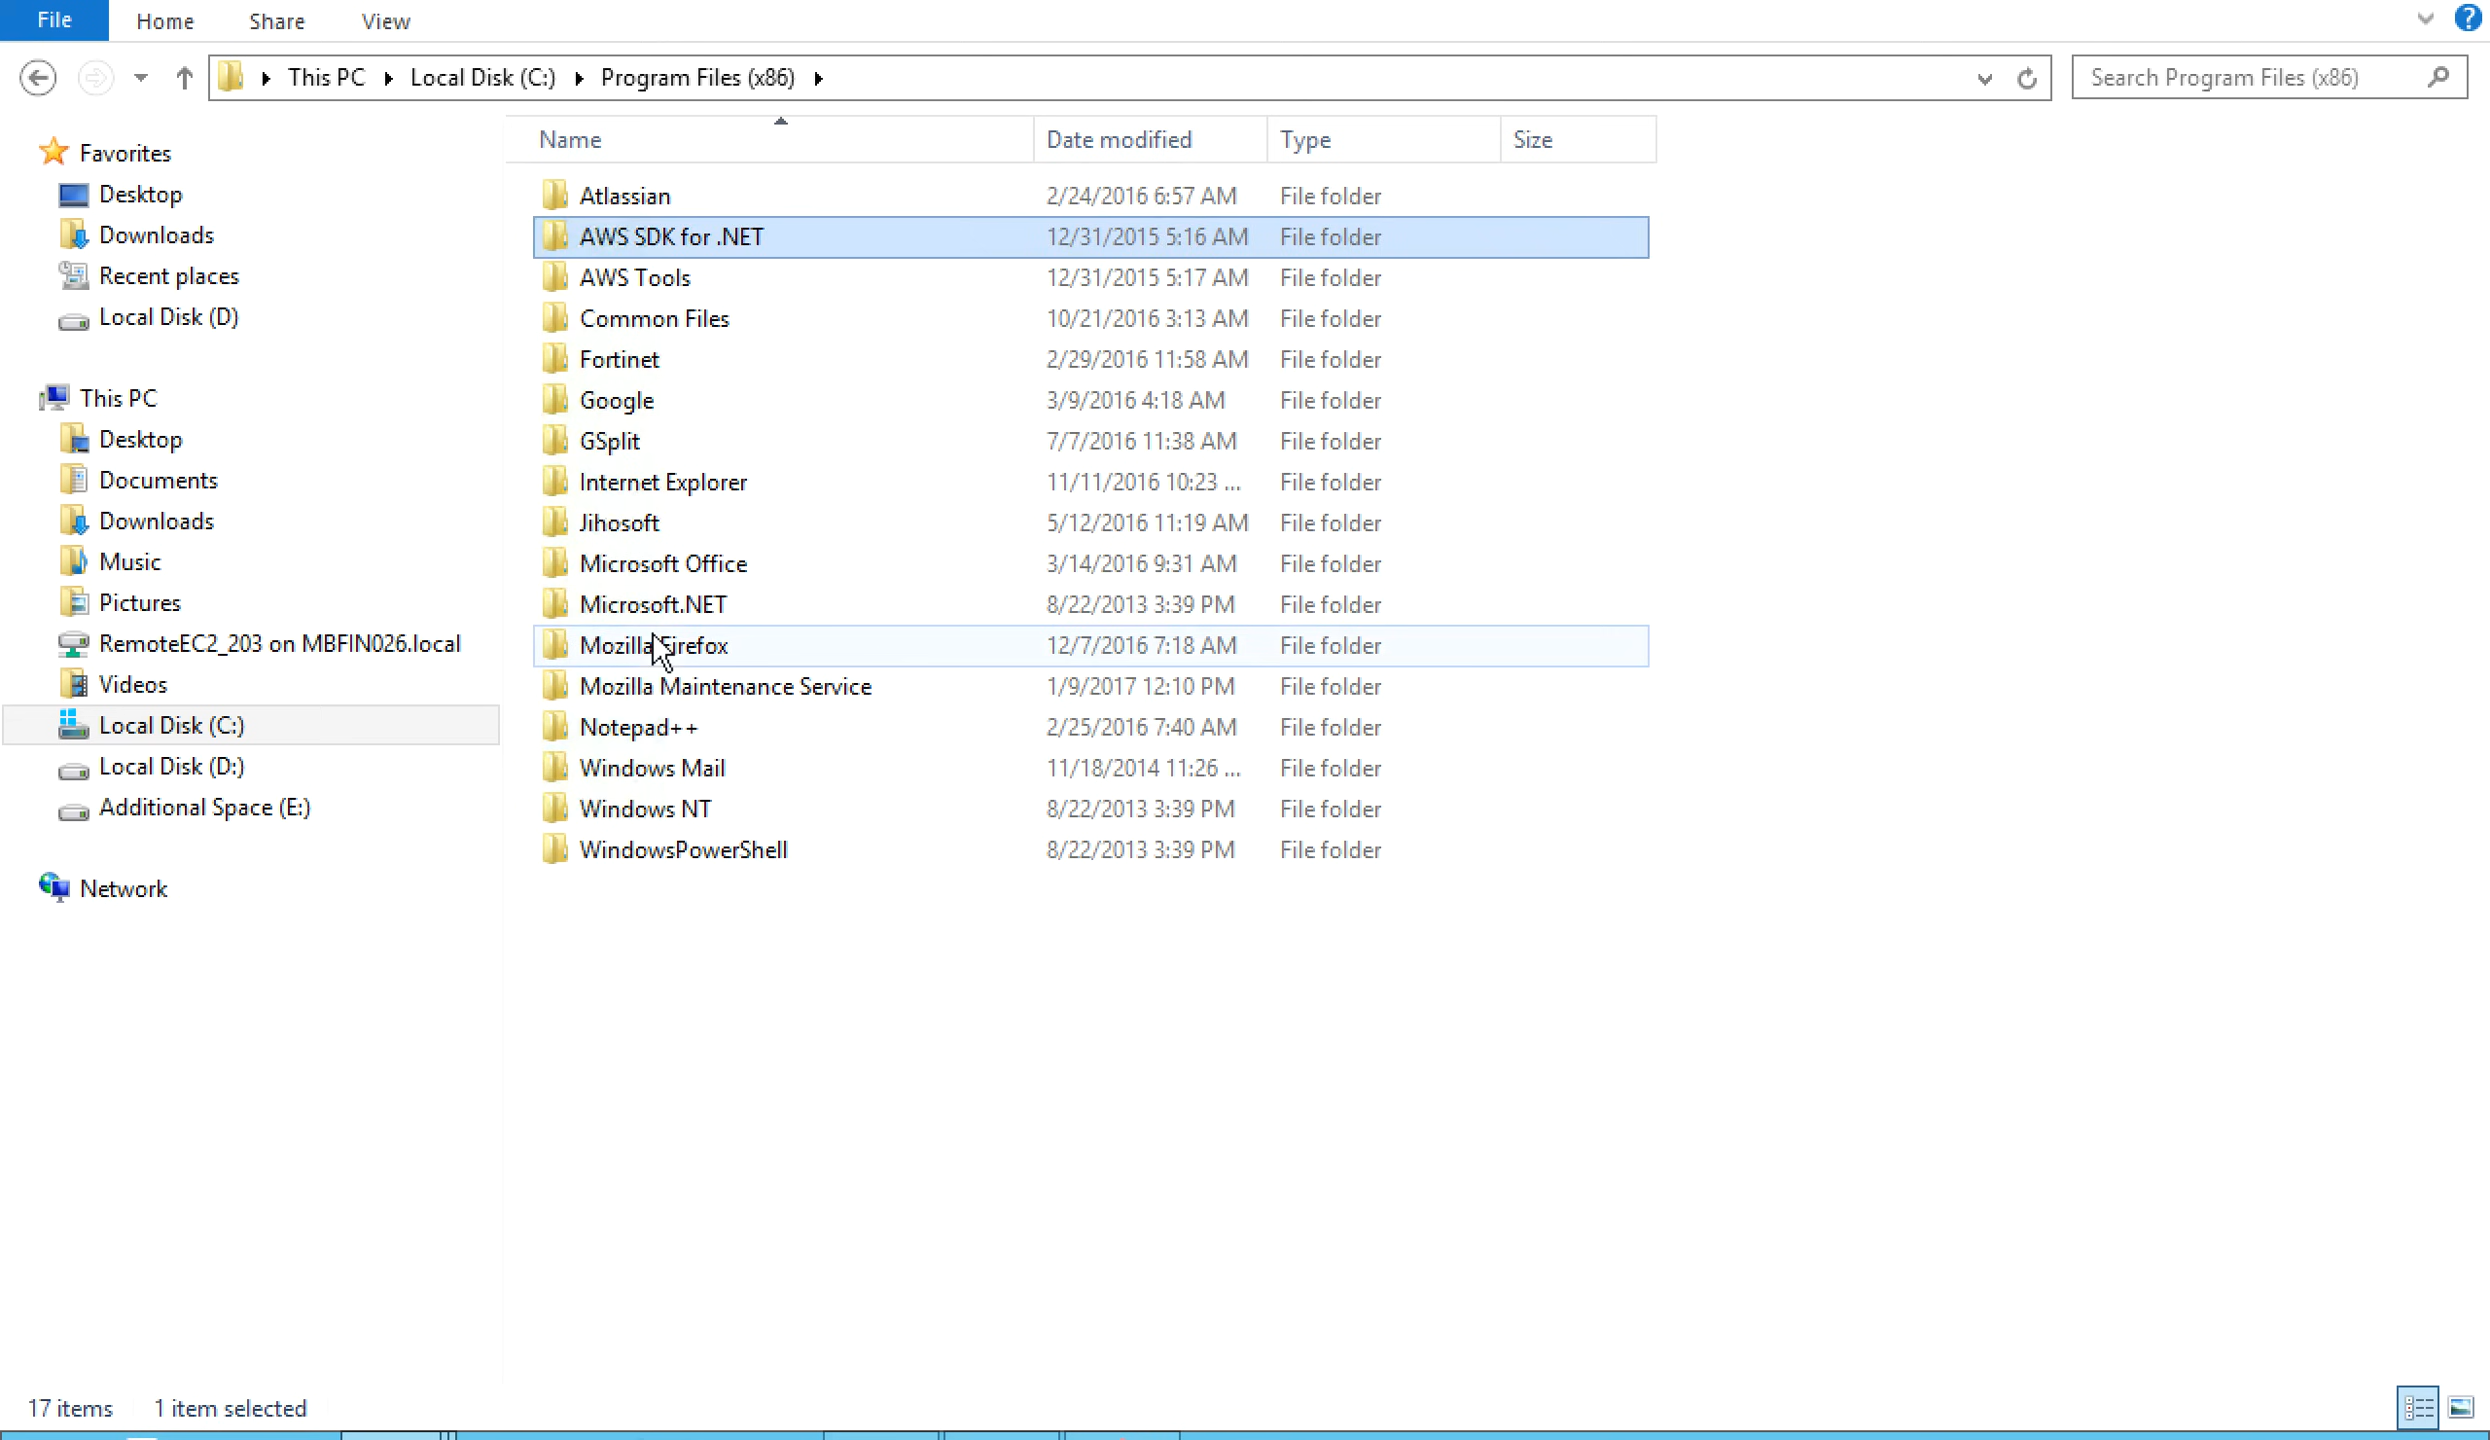 File Home Share View
This PC Local Disk (C:) Program Files (x86) Search Program Files (x86)
Favorites
Desktop
Downloads
Recent places
Local Disk (D)
This PC
Desktop
Documents
Downloads
Music
Pictures
RemoteEC2_203 on MBFIN026.local
Videos
Local Disk (C:)
Local Disk (D:)
Additional Space (E:)
Network
Name Date modified Type Size
Atlassian 2/24/2016 6:57 AM File folder
AWS SDK for .NET 12/31/2015 5:16 AM File folder
AWS Tools 12/31/2015 5:17 AM File folder
Common Files 10/21/2016 3:13 AM File folder
Fortinet 2/29/2016 11:58 AM File folder
Google 3/9/2016 4:18 AM File folder
GSplit 7/7/2016 11:38 AM File folder
Internet Explorer 11/11/2016 10:23 ... File folder
Jihosoft 5/12/2016 11:19 AM File folder
Microsoft Office 3/14/2016 9:31 AM File folder
Microsoft.NET 8/22/2013 3:39 PM File folder
Mozilla Firefox 12/7/2016 7:18 AM File folder
Mozilla Maintenance Service 1/9/2017 12:10 PM File folder
Notepad++ 2/25/2016 7:40 AM File folder
Windows Mail 11/18/2014 11:26 ... File folder
Windows NT 8/22/2013 3:39 PM File folder
WindowsPowerShell 8/22/2013 3:39 PM File folder
17 items 1 item selected